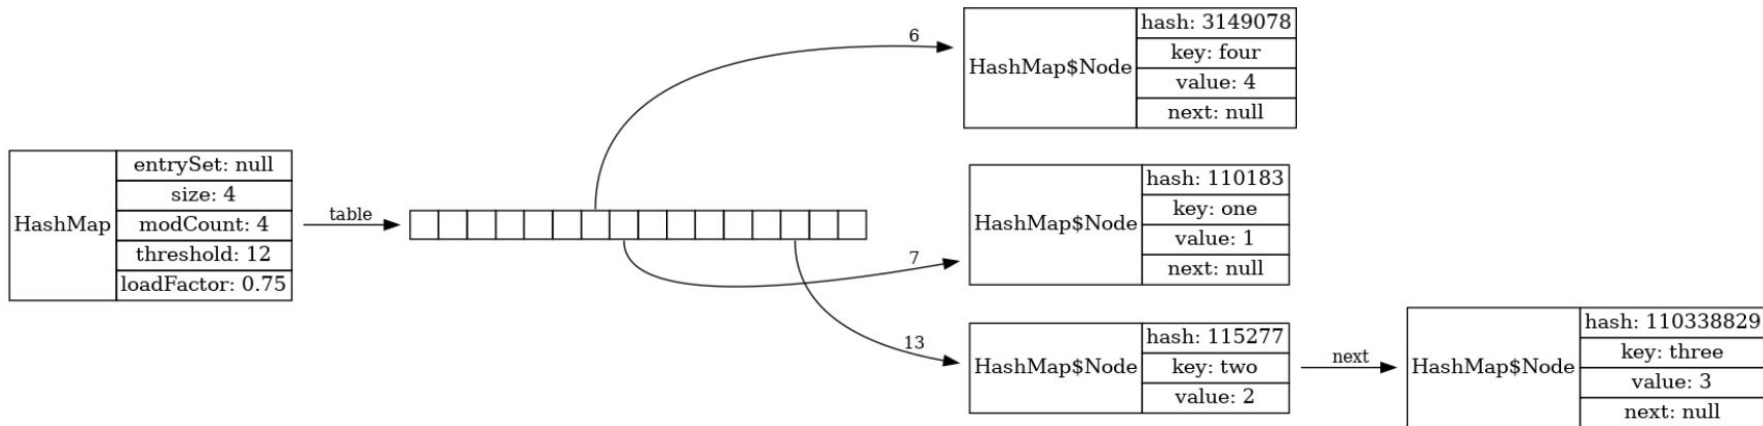 HashMap
entrySet: null
size: 4
modCount: 4
threshold: 12
loadFactor: 0.75
table
6
HashMap$Node
hash: 3149078
key: four
value: 4
next: null
7
HashMap$Node
hash: 110183
key: one
value: 1
next: null
13
HashMap$Node
hash: 115277
key: two
value: 2
next
HashMap$Node
hash: 110338829
key: three
value: 3
next: null